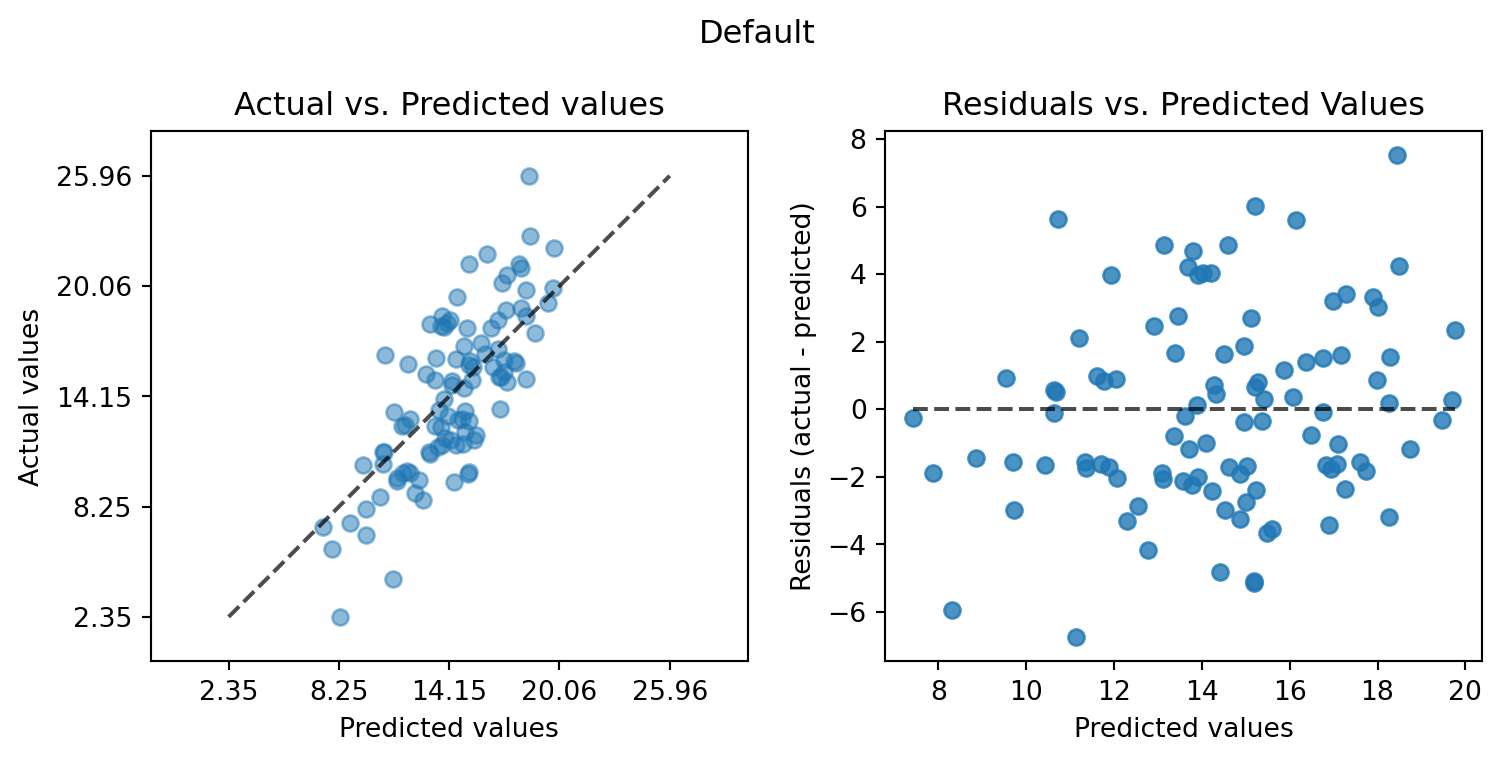 Default
Actual vs. Predicted values
Actual values
25.96
20.06
14.15
8.25
2.35
2.35 8.25 14.15 20.06 25.96
Predicted values
Residuals vs. Predicted Values
Residuals (actual - predicted)
8
6
4
2
0
−2
−4
−6
8 10 12 14 16 18 20
Predicted values